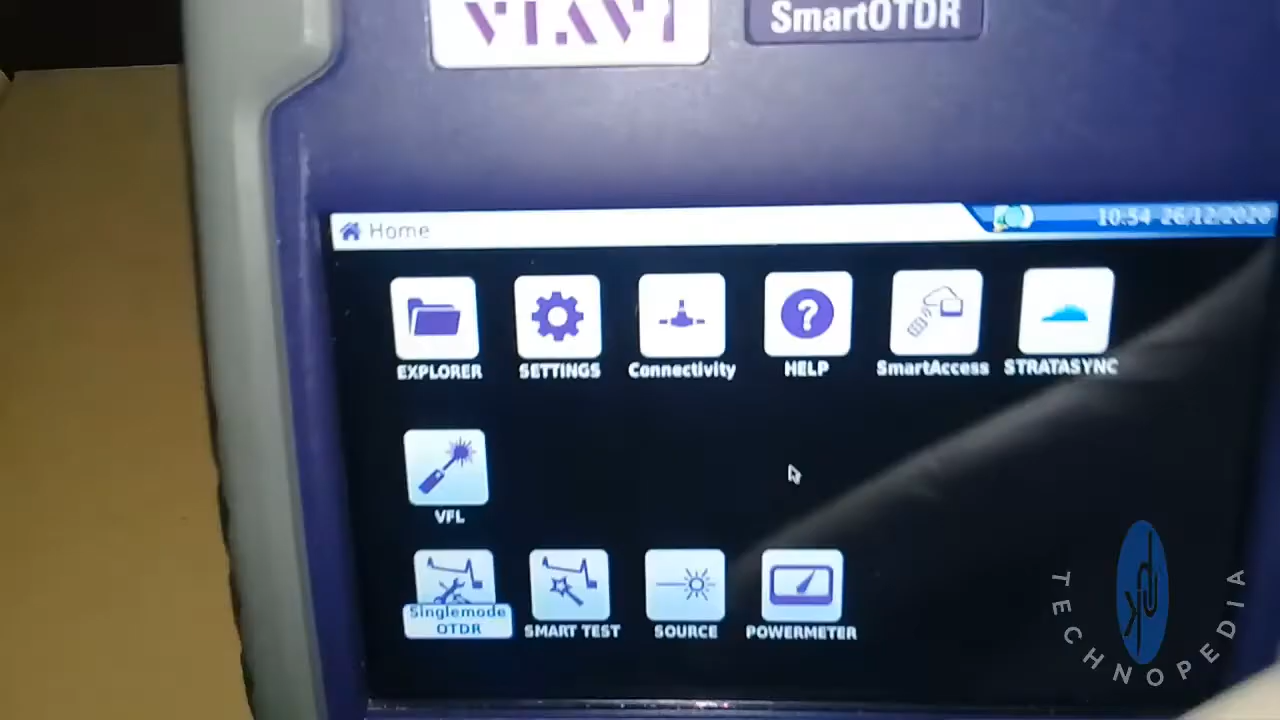 VIAVI
SmartOTDR
Home
10:54 26/12/2020
EXPLORER
SETTINGS
Connectivity
HELP
SmartAccess
STRATASYNC
VFL
Singlemode
OTDR
SMART TEST
SOURCE
POWERMETER
TECHNOPEDIA